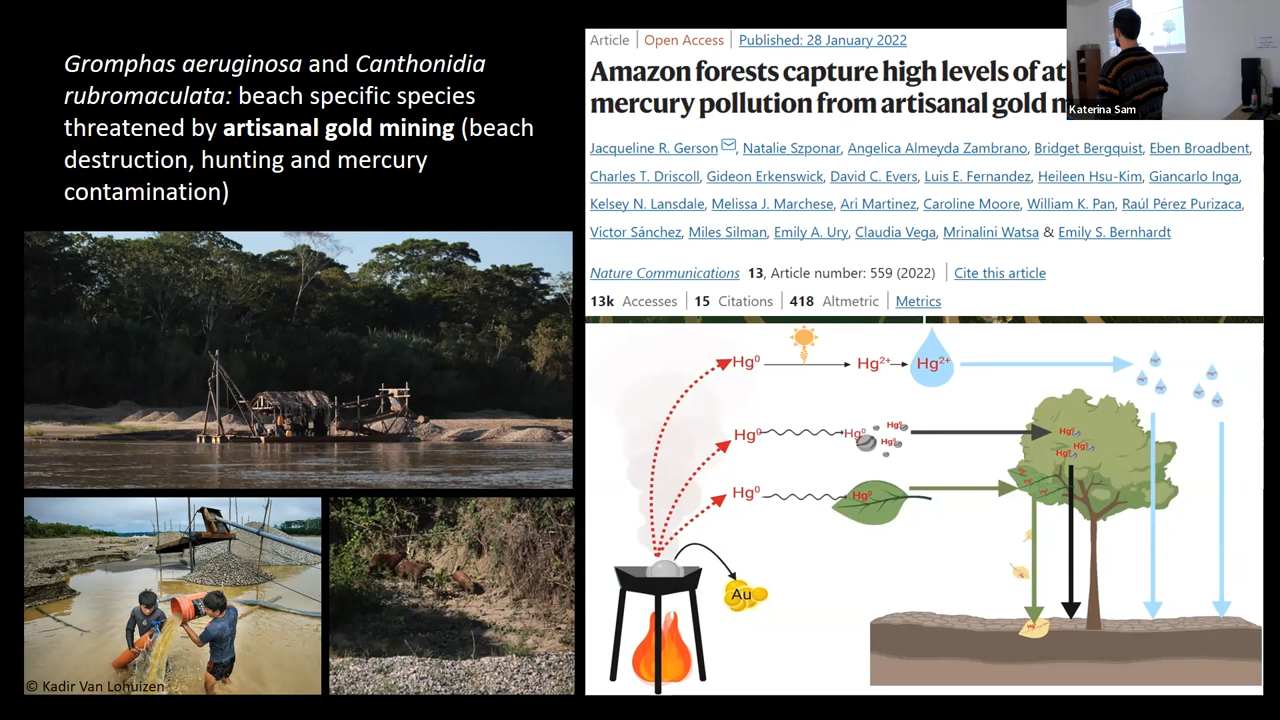 Gromphas aeruginosa and Canthonidia
rubromaculata: beach specific species
threatened by artisanal gold mining (beach
destruction, hunting and mercury
contamination)
© Kadir Van Lohuizen
Article | Open Access | Published: 28 January 2022
Amazon forests capture high levels of at
mercury pollution from artisanal gold
Jacqueline R. Gerson, Natalie Szponar, Angelica Almeyda Zambrano, Bridget Bergquist, Eben Broadbent,
Charles T. Driscoll, Gideon Erkenswick, David C. Evers, Luis E. Fernandez, Heileen Hsu-Kim, Giancarlo Inga,
Kelsey N. Lansdale, Melissa J. Marchese, Ari Martinez, Caroline Moore, William K. Pan, Raúl Pérez Purizaca,
Victor Sánchez, Miles Silman, Emily A. Ury, Claudia Vega, Mrinalini Watsa & Emily S. Bernhardt
Nature Communications 13, Article number: 559 (2022) | Cite this article
13k Accesses | 15 Citations | 418 Altmetric | Metrics
Katerina Sam
Hg⁰ Hg²⁺ Hg²⁺
Hg⁰ Hg⁰ Hg⁰ Hg⁰
Hg⁰ Hg⁰ Hg⁰
Hg⁰ Hg⁰
Au